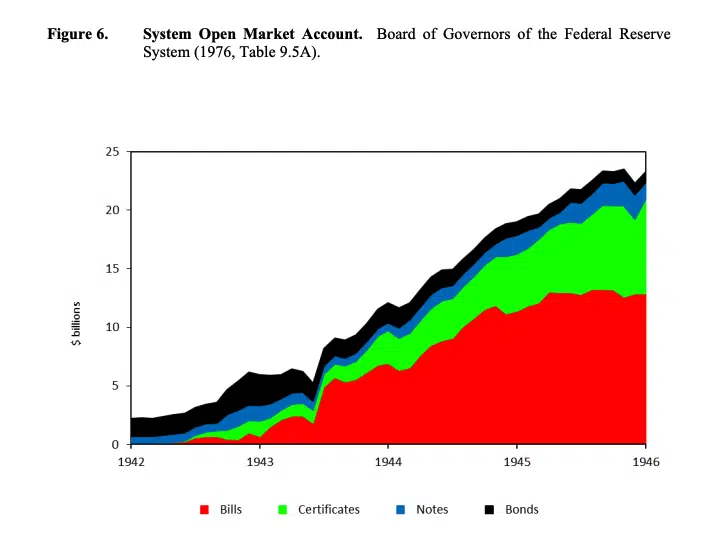 Figure 6. System Open Market Account. Board of Governors of the Federal Reserve
System (1976, Table 9.5A).
25
20
15
10
5
0
$ billions
1942 1943 1944 1945 1946
Bills Certificates Notes Bonds